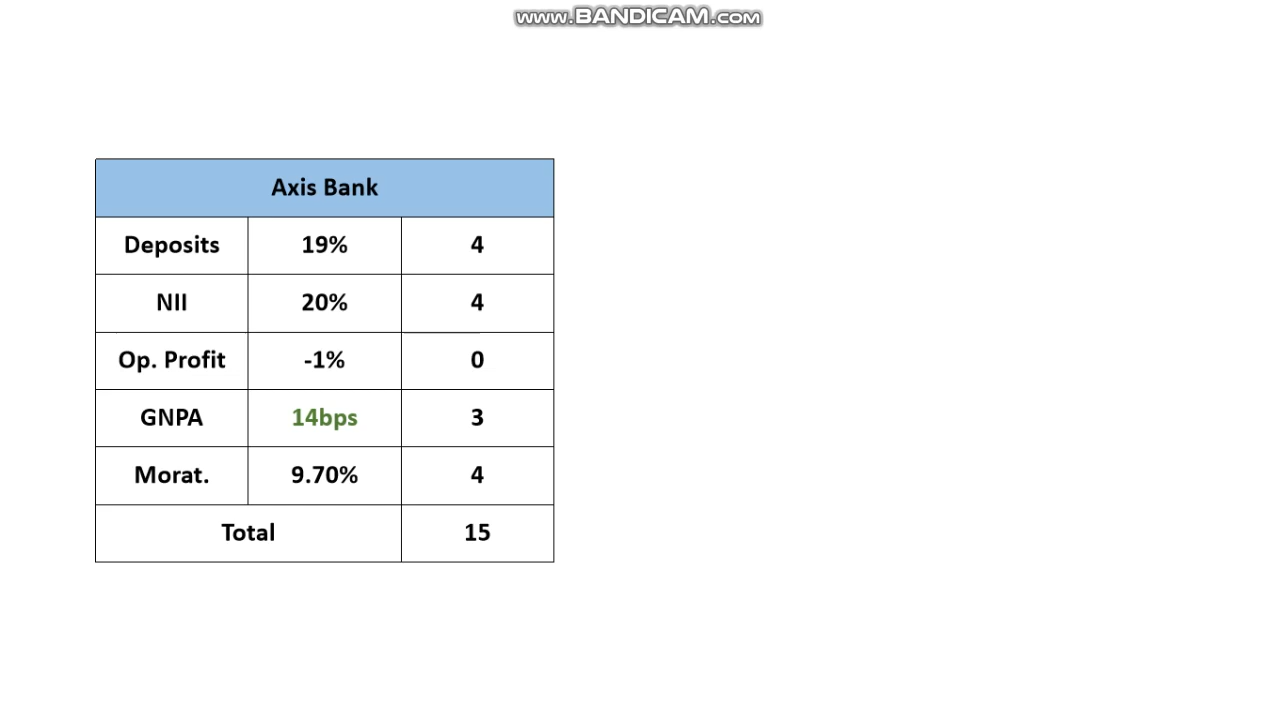 www.BANDICAM.com
Axis Bank
Deposits 19% 4
NII 20% 4
Op. Profit -1% 0
GNPA 14bps 3
Morat. 9.70% 4
Total 15